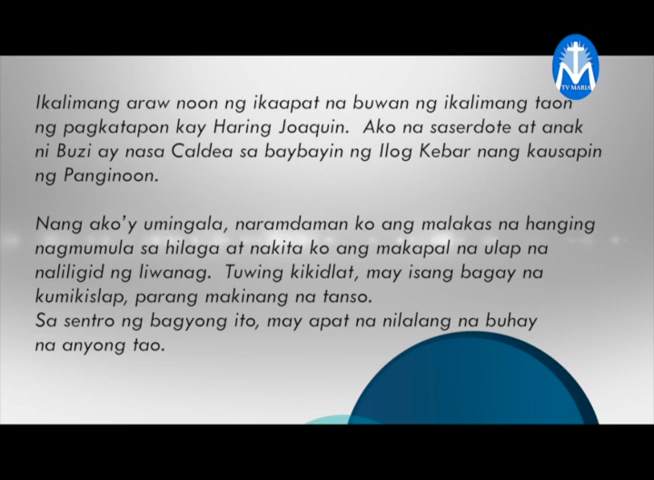 TV MARIA
Ikalimang araw noon ng ikaapat na buwan ng ikalimang taon
ng pagkatapon kay Haring Joaquin.  Ako na saserdote at anak
ni Buzi ay nasa Caldea sa baybayin ng Ilog Kebar nang kausapin
ng Panginoon.
Nang ako'y umingala, naramdaman ko ang malakas na hanging
nagmumula sa hilaga at nakita ko ang makapal na ulap na
naliligid ng liwanag.  Tuwing kikidlat, may isang bagay na
kumikislap, parang makinang na tanso.
Sa sentro ng bagyong ito, may apat na nilalang na buhay
na anyong tao.